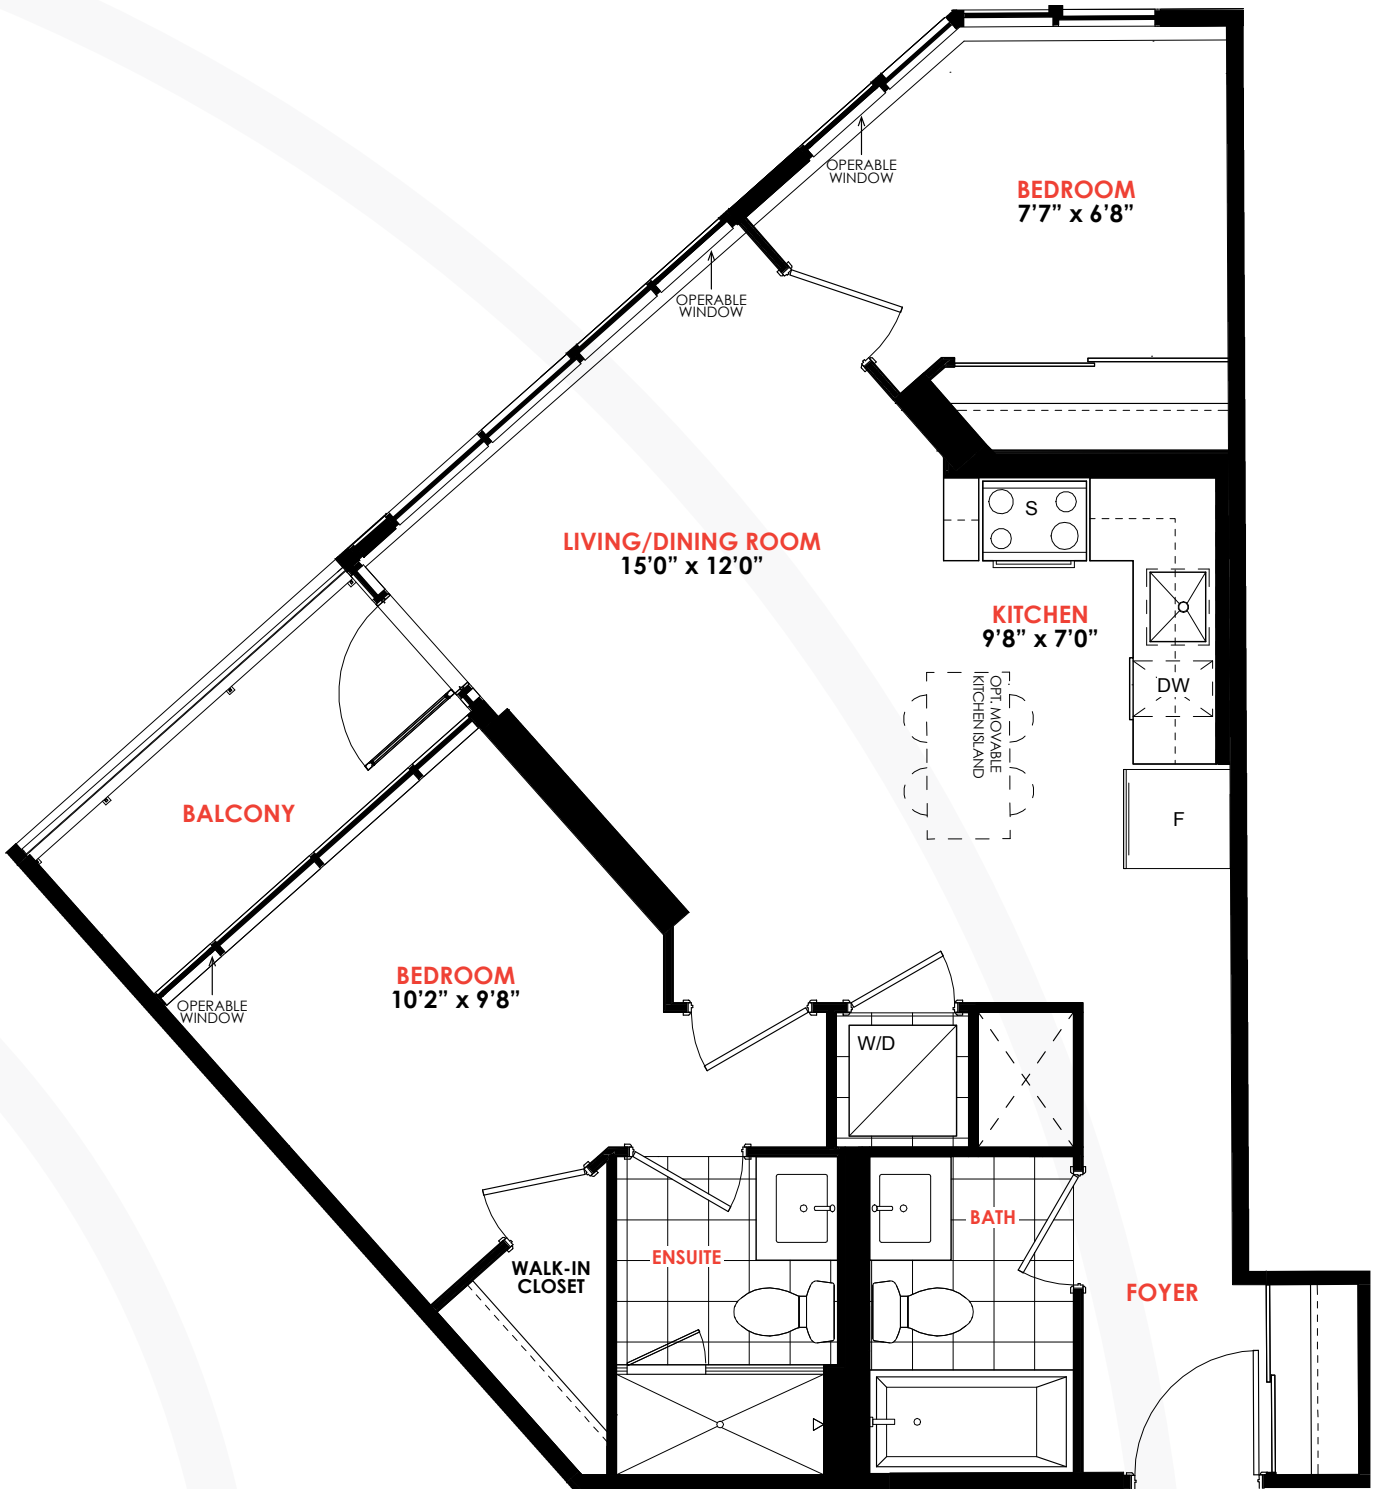 OPERABLE
WINDOW
BEDROOM
7’7” x 6’8”
OPERABLE
WINDOW
S
LIVING/DINING ROOM
15’0” x 12’0”
KITCHEN
9’8” x 7’0”
OPT. MOVABLE
KITCHEN ISLAND
DW
BALCONY
F
BEDROOM
10’2” x 9’8”
OPERABLE
WINDOW
W/D
X
BATH
ENSUITE
WALK-IN
CLOSET
FOYER